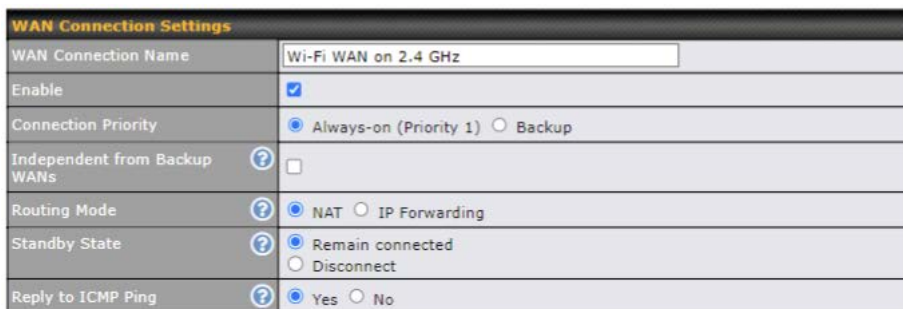 WAN Connection Settings
WAN Connection Name Wi-Fi WAN on 2.4 GHz
Enable
Connection Priority Always-on (Priority 1) Backup
Independent from Backup WANs ?
Routing Mode ? NAT IP Forwarding
Standby State ? Remain connected
Disconnect
Reply to ICMP Ping ? Yes No